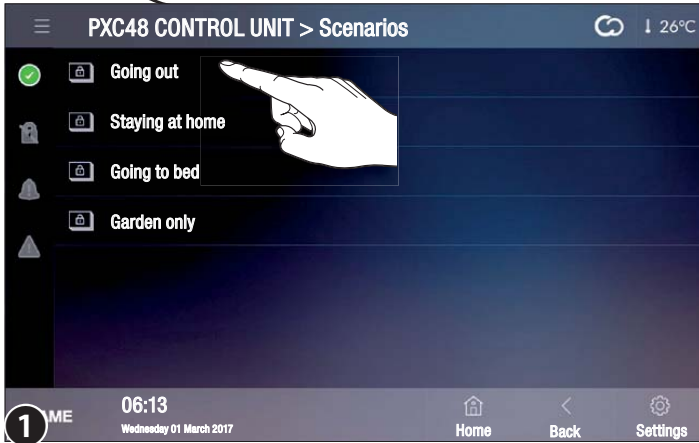 PXC48 CONTROL UNIT > Scenarios
26°C
Going out
Staying at home
Going to bed
Garden only
1
ME
06:13
Wednesday 01 March 2017
Home
Back
Settings